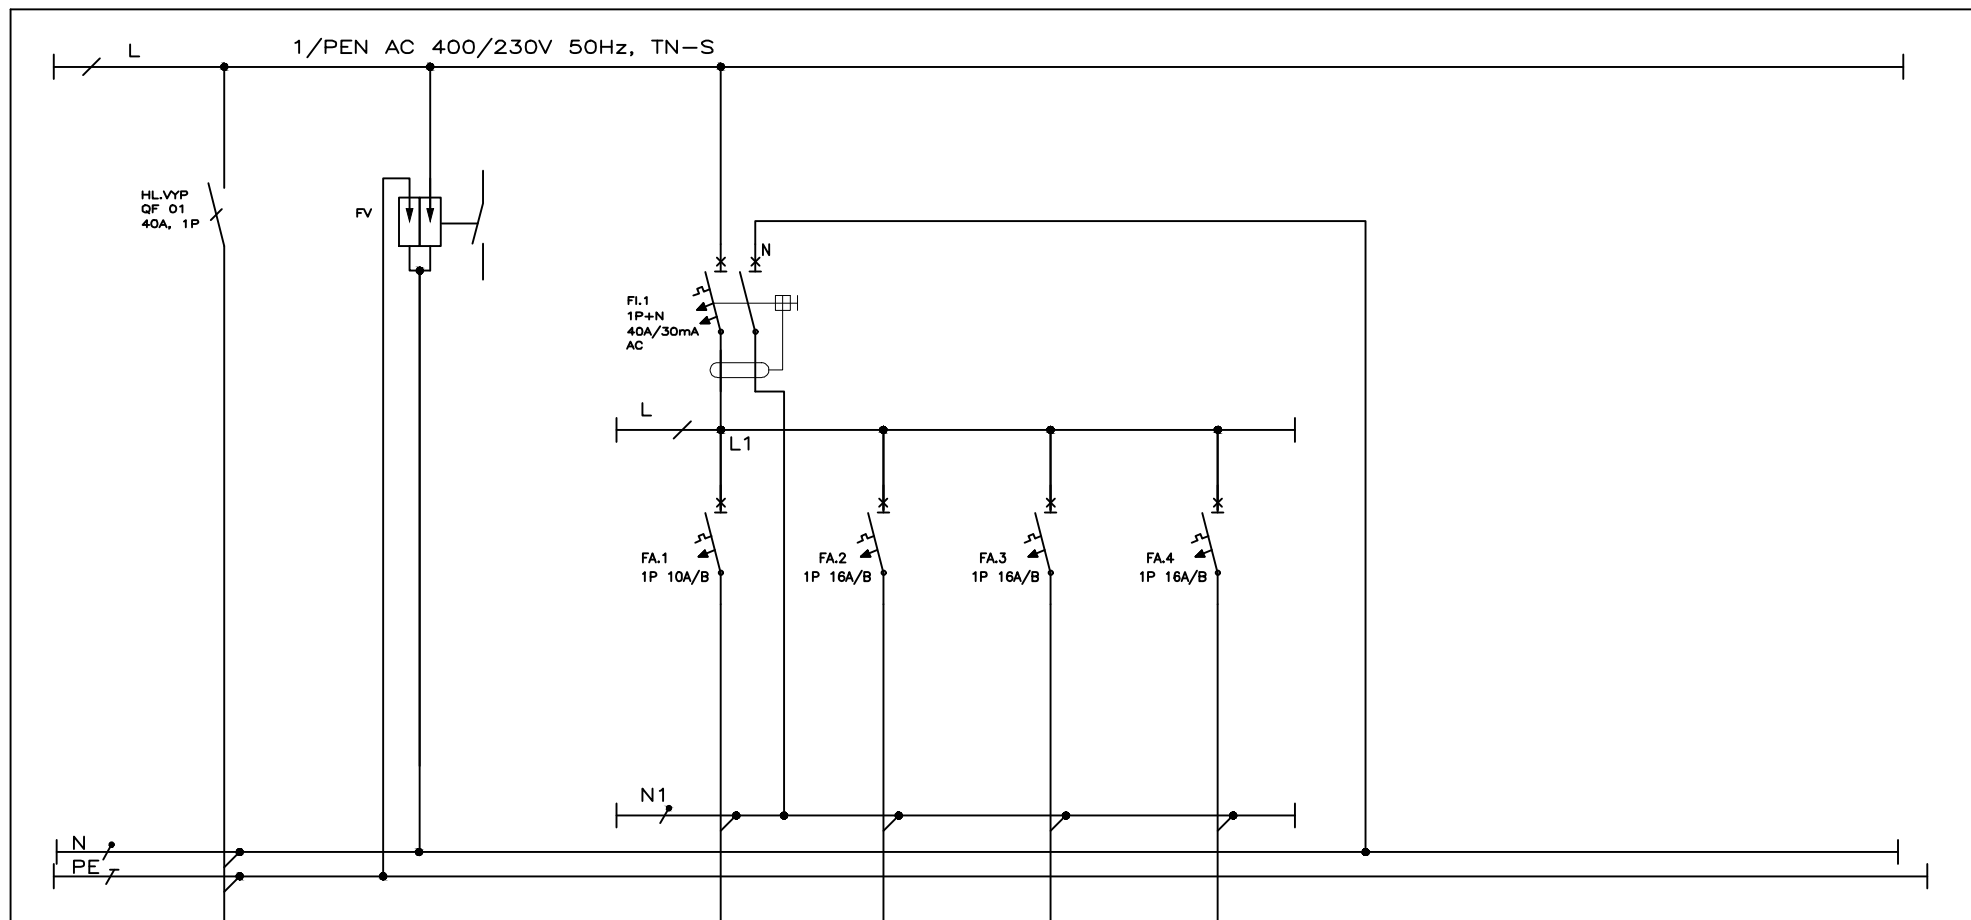 L
1/PEN AC 400/230V 50Hz, TN-S
HL.VYP
QF 01
40A, 1P
FV
N
FI.1
1P+N
40A/30mA
AC
L
L1
FA.1
1P 10A/B
FA.2
1P 16A/B
FA.3
1P 16A/B
FA.4
1P 16A/B
N1
N
PE